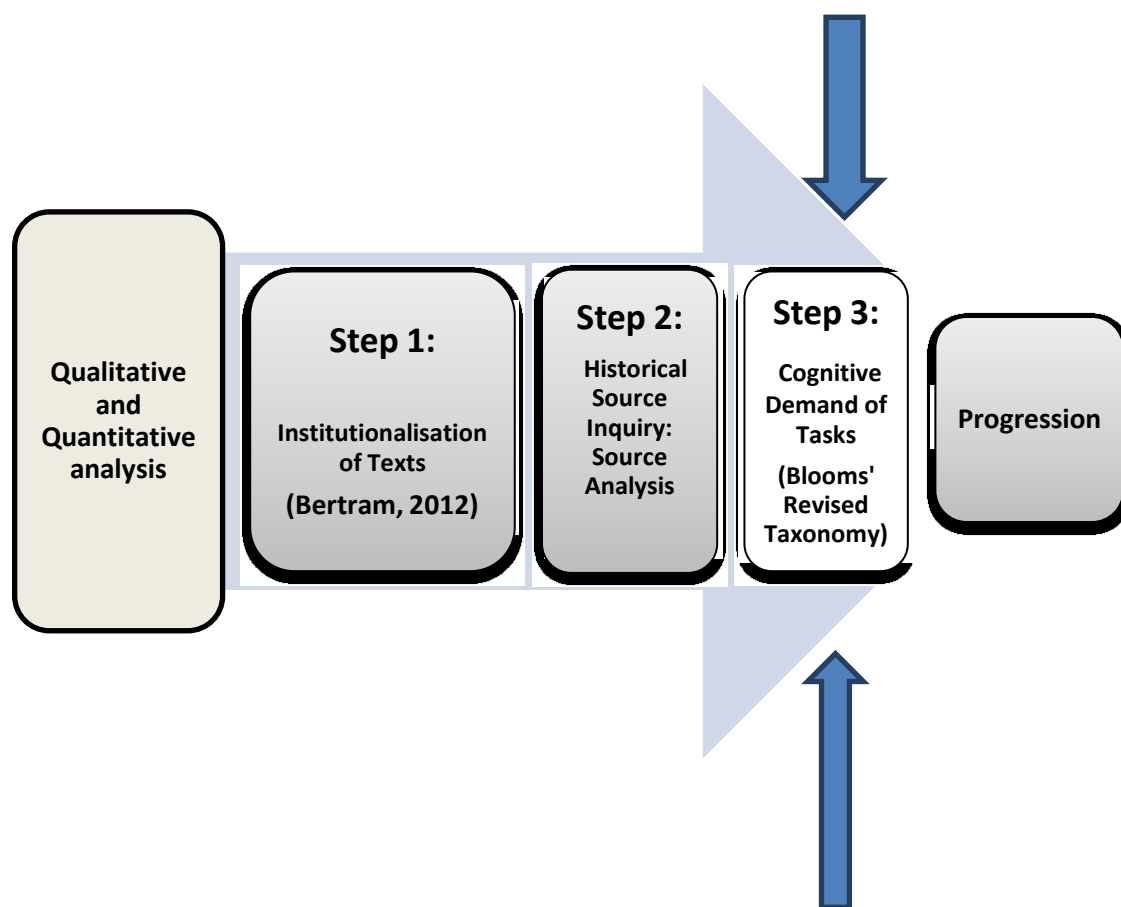 Qualitative
and
Quantitative
analysis
Step 1:
Institutionalisation
of Texts
(Bertram, 2012)
Step 2:
Historical
Source
Inquiry:
Source
Analysis
Step 3:
Cognitive
Demand of
Tasks
(Blooms'
Revised
Taxonomy)
Progression